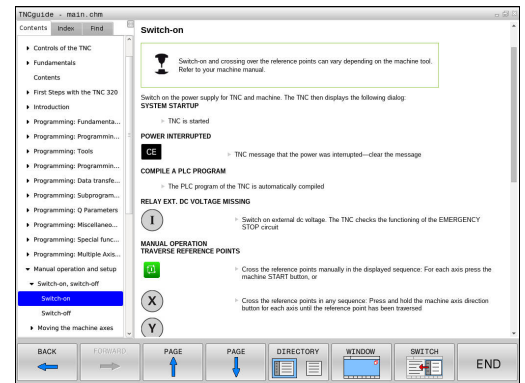 TNCguide - main.chm
Contents Index Find
Controls of the TNC
Fundamentals
Contents
First Steps with the TNC 320
Introduction
Programming: Fundamenta...
Programming: Programmin...
Programming: Tools
Programming: Programmin...
Programming: Data transfe...
Programming: Subprogram...
Programming: Q Parameters
Programming: Miscellaneo...
Programming: Special func...
Programming: Multiple Axis...
Manual operation and setup
Switch-on, switch-off
Switch-on
Switch-off
Moving the machine axes
Switch-on
Switch-on and crossing over the reference points can vary depending on the machine tool.
Refer to your machine manual.
Switch on the power supply for TNC and machine. The TNC then displays the following dialog:
SYSTEM STARTUP
TNC is started
POWER INTERRUPTED
CE
TNC message that the power was interrupted—clear the message
COMPILE A PLC PROGRAM
The PLC program of the TNC is automatically compiled
RELAY EXT. DC VOLTAGE MISSING
I
Switch on external dc voltage. The TNC checks the functioning of the EMERGENCY
STOP circuit
MANUAL OPERATION
TRAVERSE REFERENCE POINTS
Cross the reference points manually in the displayed sequence: For each axis press the
machine START button, or
X
Cross the reference points in any sequence: Press and hold the machine axis direction
button for each axis until the reference point has been traversed
Y
BACK
FORWARD
PAGE
PAGE
DIRECTORY
WINDOW
SWITCH
END